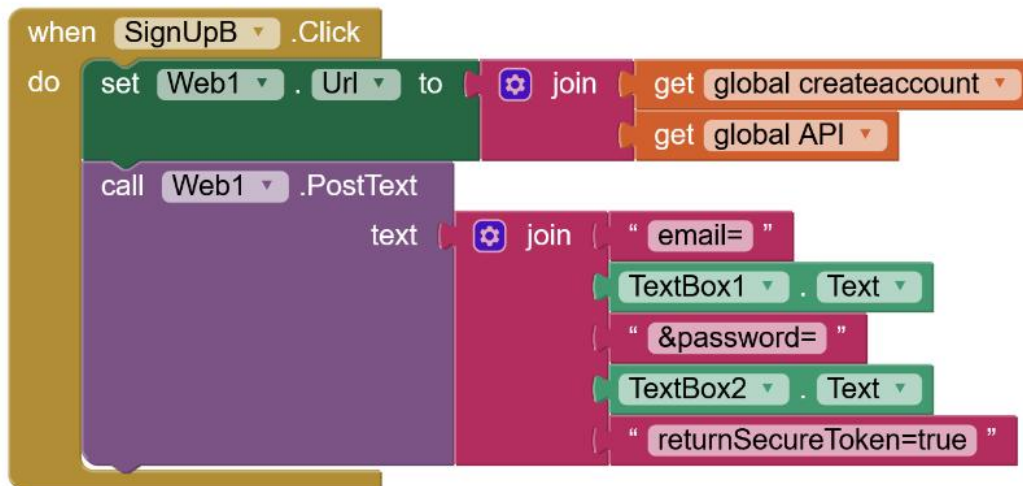 when SignUpB .Click
do set Web1 . Url to join get global createaccount
get global API
call Web1 .PostText
text join “ email= ”
TextBox1 . Text
“ &password= ”
TextBox2 . Text
“ returnSecureToken=true ”